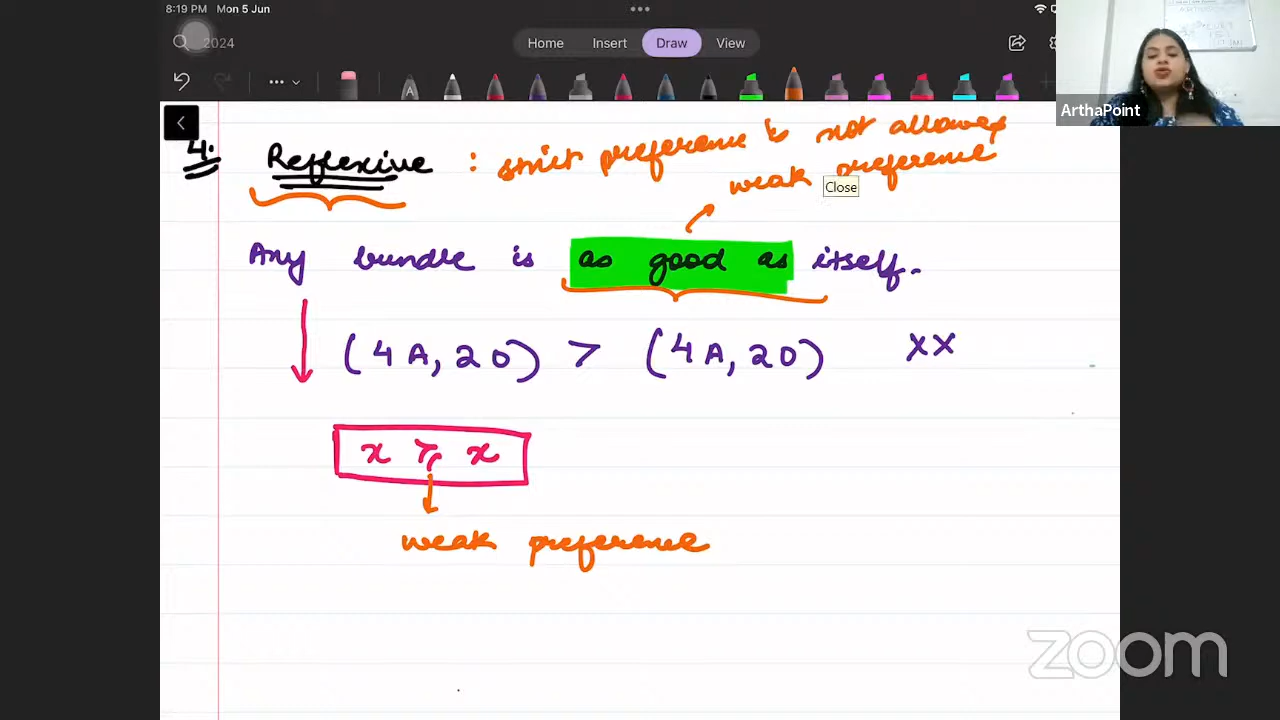 8:19 PM Mon 5 Jun
2024
Home Insert Draw View
A
ArthaPoint
4. Reflexive : strict preference is not allowed
weak preference
Close
Any bundle is as good as itself.
(4A, 2O) > (4A, 2O) XX
x ≽ x
weak preference
zoom